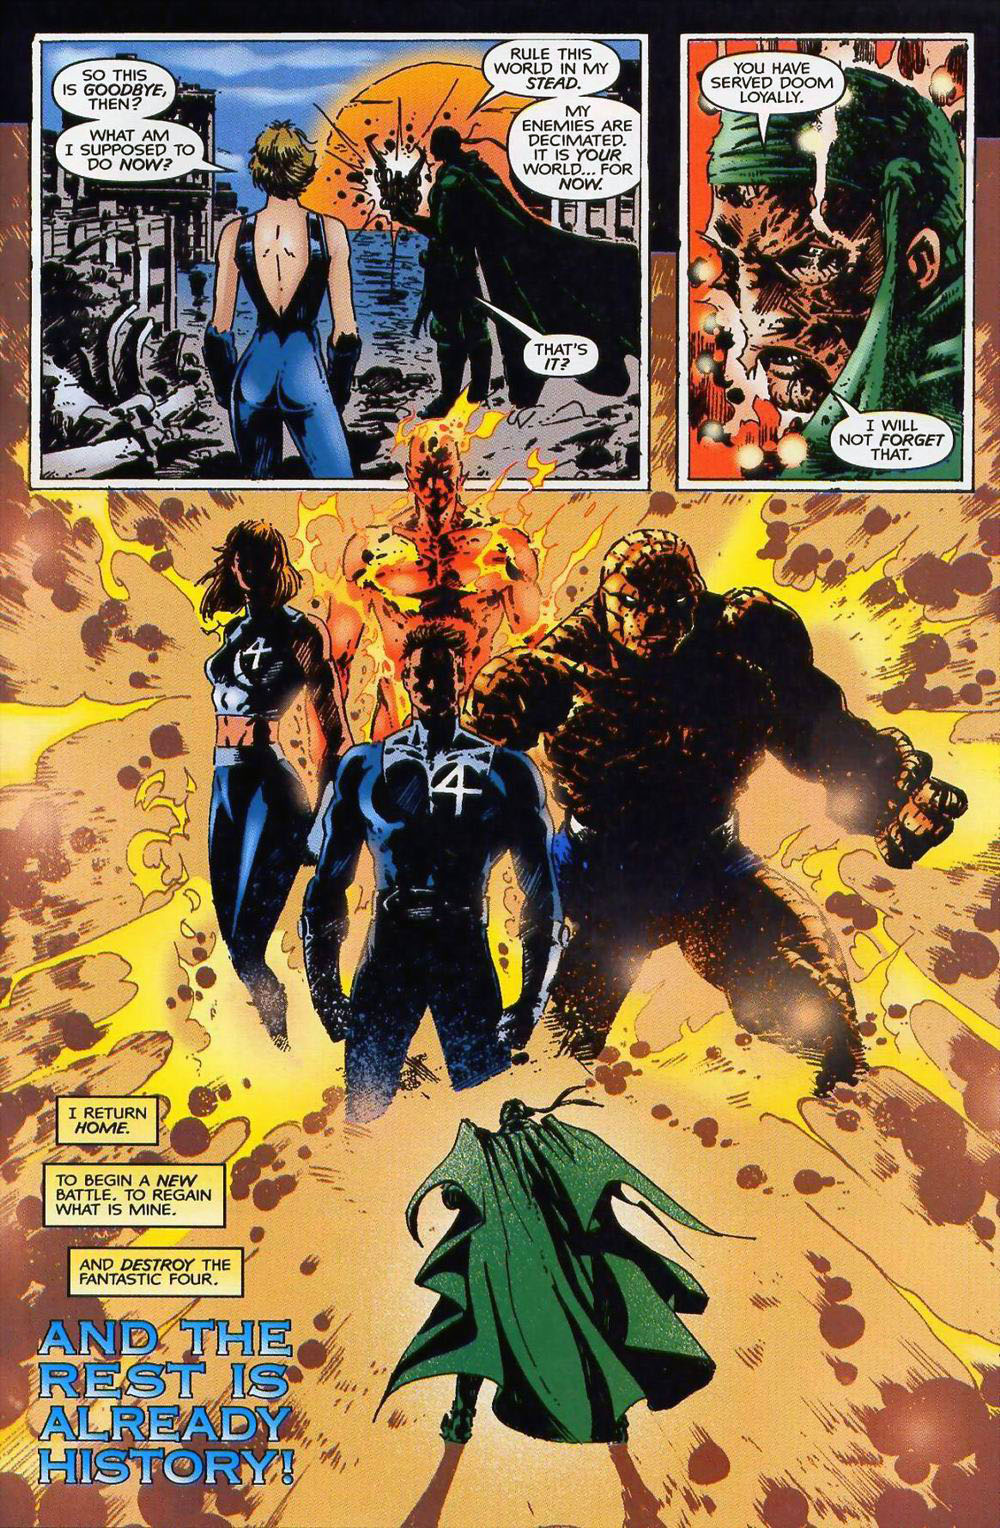 SO THIS
IS GOODBYE,
THEN?
WHAT AM
I SUPPOSED TO
DO NOW?
RULE THIS
WORLD IN MY
STEAD.
MY
ENEMIES ARE
DECIMATED.
IT IS YOUR
WORLD... FOR
NOW.
THAT'S
IT?
YOU HAVE
SERVED DOOM
LOYALLY.
I WILL
NOT FORGET
THAT.
4
4
I RETURN
HOME.
TO BEGIN A NEW
BATTLE. TO REGAIN
WHAT IS MINE.
AND DESTROY THE
FANTASTIC FOUR.
AND THE
REST IS
ALREADY
HISTORY!